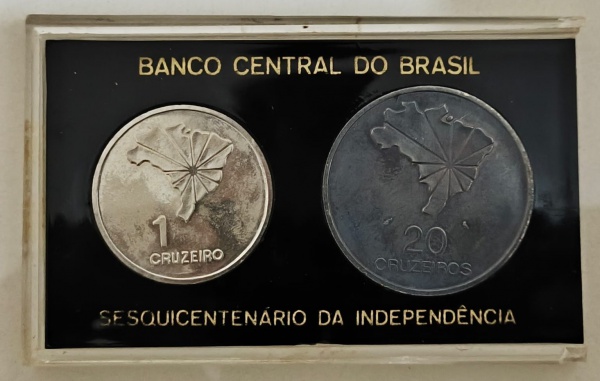 BANCO CENTRAL DO BRASIL
1
CRUZEIRO
20
CRUZEIROS
SESQUICENTENÁRIO DA INDEPENDÊNCIA